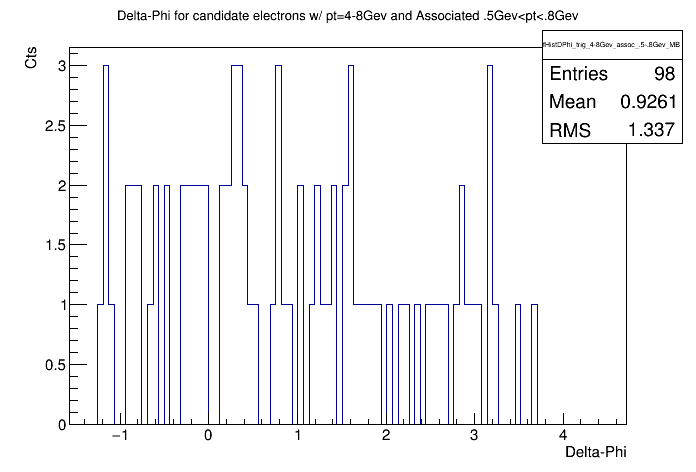 Delta-Phi for candidate electrons w/ pt=4-8Gev and Associated .5Gev<pt<.8Gev
fHistDPhi_trig_4-8Gev_assoc_.5-.8Gev_MB
Entries 98
Mean 0.9261
RMS 1.337
Cts
3
2.5
2
1.5
1
0.5
0
−1 0 1 2 3 4
Delta-Phi